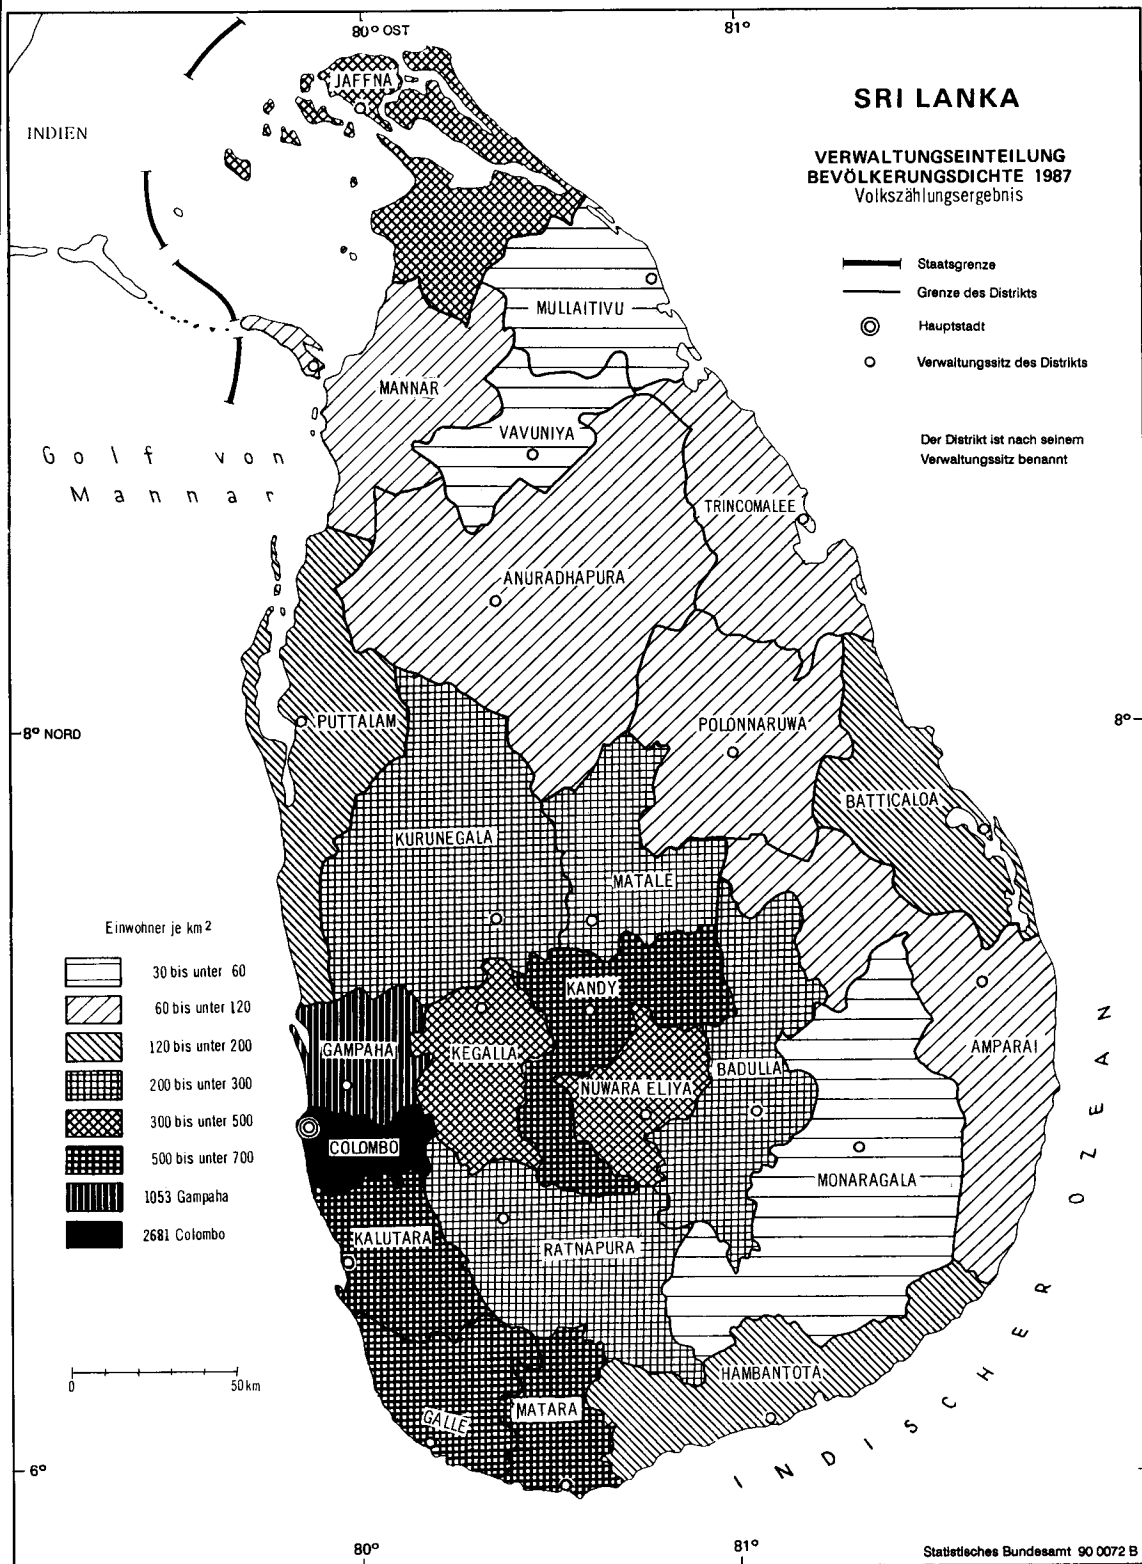 80° OST
81°
SRI LANKA
VERWALTUNGSEINTEILUNG
BEVÖLKERUNGSDICHTE 1987
Volkszählungsergebnis
Staatsgrenze
Grenze des Distrikts
Hauptstadt
Verwaltungssitz des Distrikts
Der Distrikt ist nach seinem
Verwaltungssitz benannt
INDIEN
JAFFNA
MULLAITIVU
MANNAR
VAVUNIYA
Golf von
Mannar
TRINCOMALEE
ANURADHAPURA
PUTTALAM
POLONNARUWA
8° NORD
8°
BATTICALOA
KURUNEGALA
MATALE
KANDY
GAMPAHA
KEGALLA
NUWARA ELIYA
BADULLA
AMPARAI
COLOMBO
MONARAGALA
KALUTARA
RATNAPURA
HAMBANTOTA
GALLE
MATARA
INDISCHER OZEAN
Einwohner je km²
30 bis unter 60
60 bis unter 120
120 bis unter 200
200 bis unter 300
300 bis unter 500
500 bis unter 700
1053 Gampaha
2681 Colombo
0 50 km
6°
80°
81°
Statistisches Bundesamt 90 0072 B